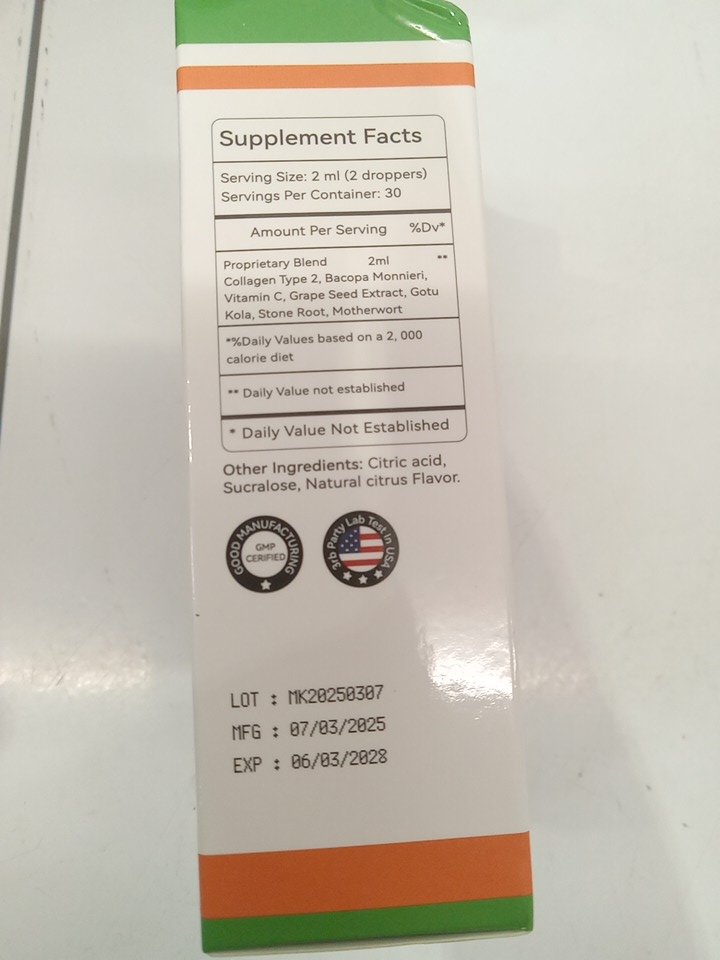 Supplement Facts
Serving Size: 2 ml (2 droppers)
Servings Per Container: 30
Amount Per Serving %Dv*
Proprietary Blend 2ml **
Collagen Type 2, Bacopa Monnieri,
Vitamin C, Grape Seed Extract, Gotu
Kola, Stone Root, Motherwort
*%Daily Values based on a 2, 000
calorie diet
** Daily Value not established
* Daily Value Not Established
Other Ingredients: Citric acid,
Sucralose, Natural citrus Flavor.
GOOD MANUFACTURING
GMP
CERIFIED
3rb Party Lab Test In USA
LOT : MK20250307
MFG : 07/03/2025
EXP : 06/03/2028